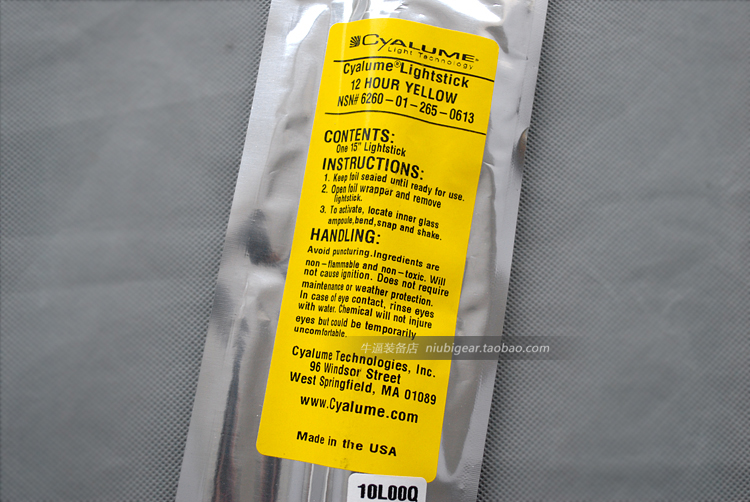 CYALUME
Light Technology
Cyalume® Lightstick
12 HOUR YELLOW
NSN# 6260-01-265-0613
CONTENTS:
One 15" Lightstick
INSTRUCTIONS:
1. Keep foil sealed until ready for use.
2. Open foil wrapper and remove
lightstick.
3. To activate, locate inner glass
ampoule,bend,snap and shake.
HANDLING:
Avoid puncturing.Ingredients are
non-flammable and non-toxic. Will
not cause ignition. Does not require
maintenance or weather protection.
In case of eye contact, rinse eyes
with water. Chemical will not injure
eyes but could be temporarily
uncomfortable.
牛逼装备店 niubigear.taobao.com
Cyalume Technologies, Inc.
96 Windsor Street
West Springfield, MA 01089
www.Cyalume.com
Made in the USA
10L00Q